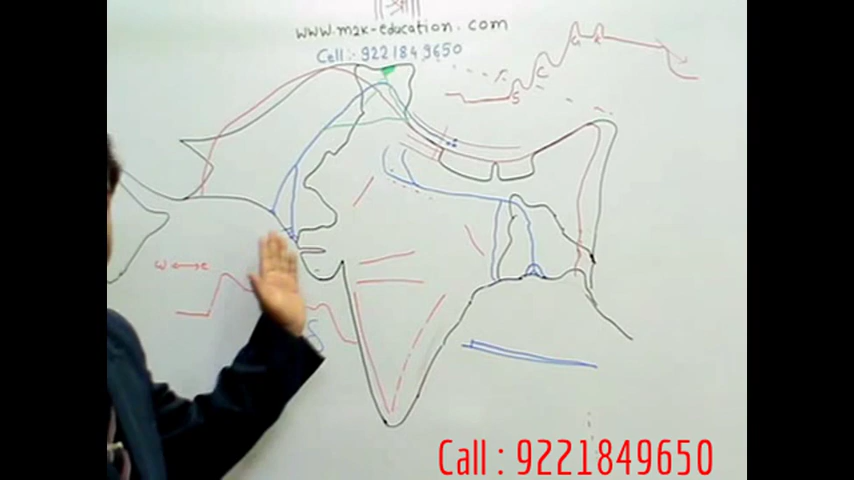 www.m2k-education.com
Cell:- 9221849650
S C G K
W ↔ E
Call : 9221849650